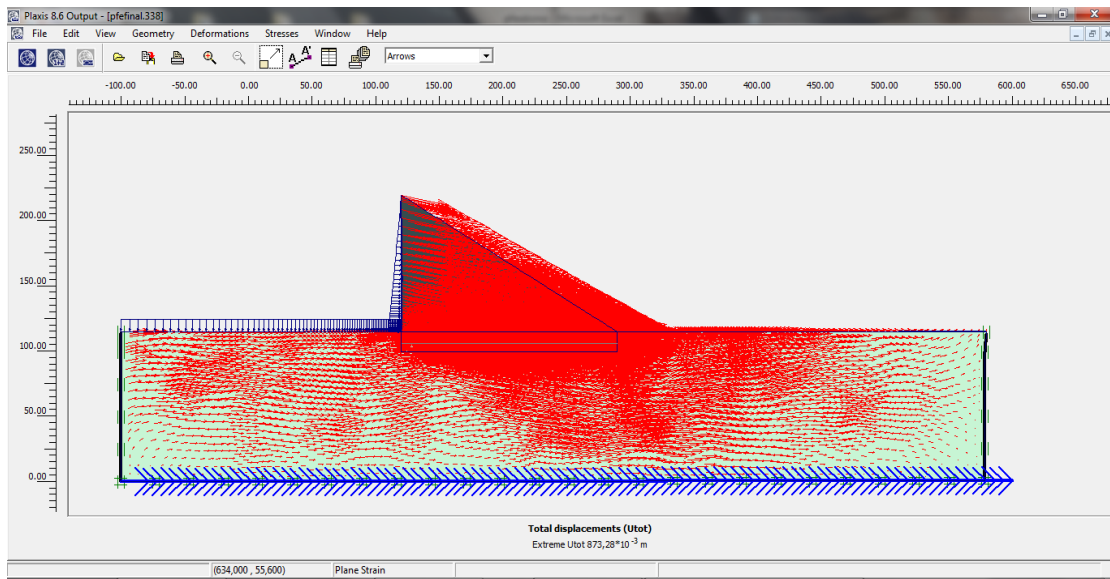 Plaxis 8.6 Output - [pfefinal.338]
File Edit View Geometry Deformations Stresses Window Help
A A' Arrows
-100.00 -50.00 0.00 50.00 100.00 150.00 200.00 250.00 300.00 350.00 400.00 450.00 500.00 550.00 600.00 650.00
250.00
200.00
150.00
100.00
50.00
0.00
Total displacements (Utot)
Extreme Utot 873,28*10 -3 m
(634,000 , 55,600) Plane Strain